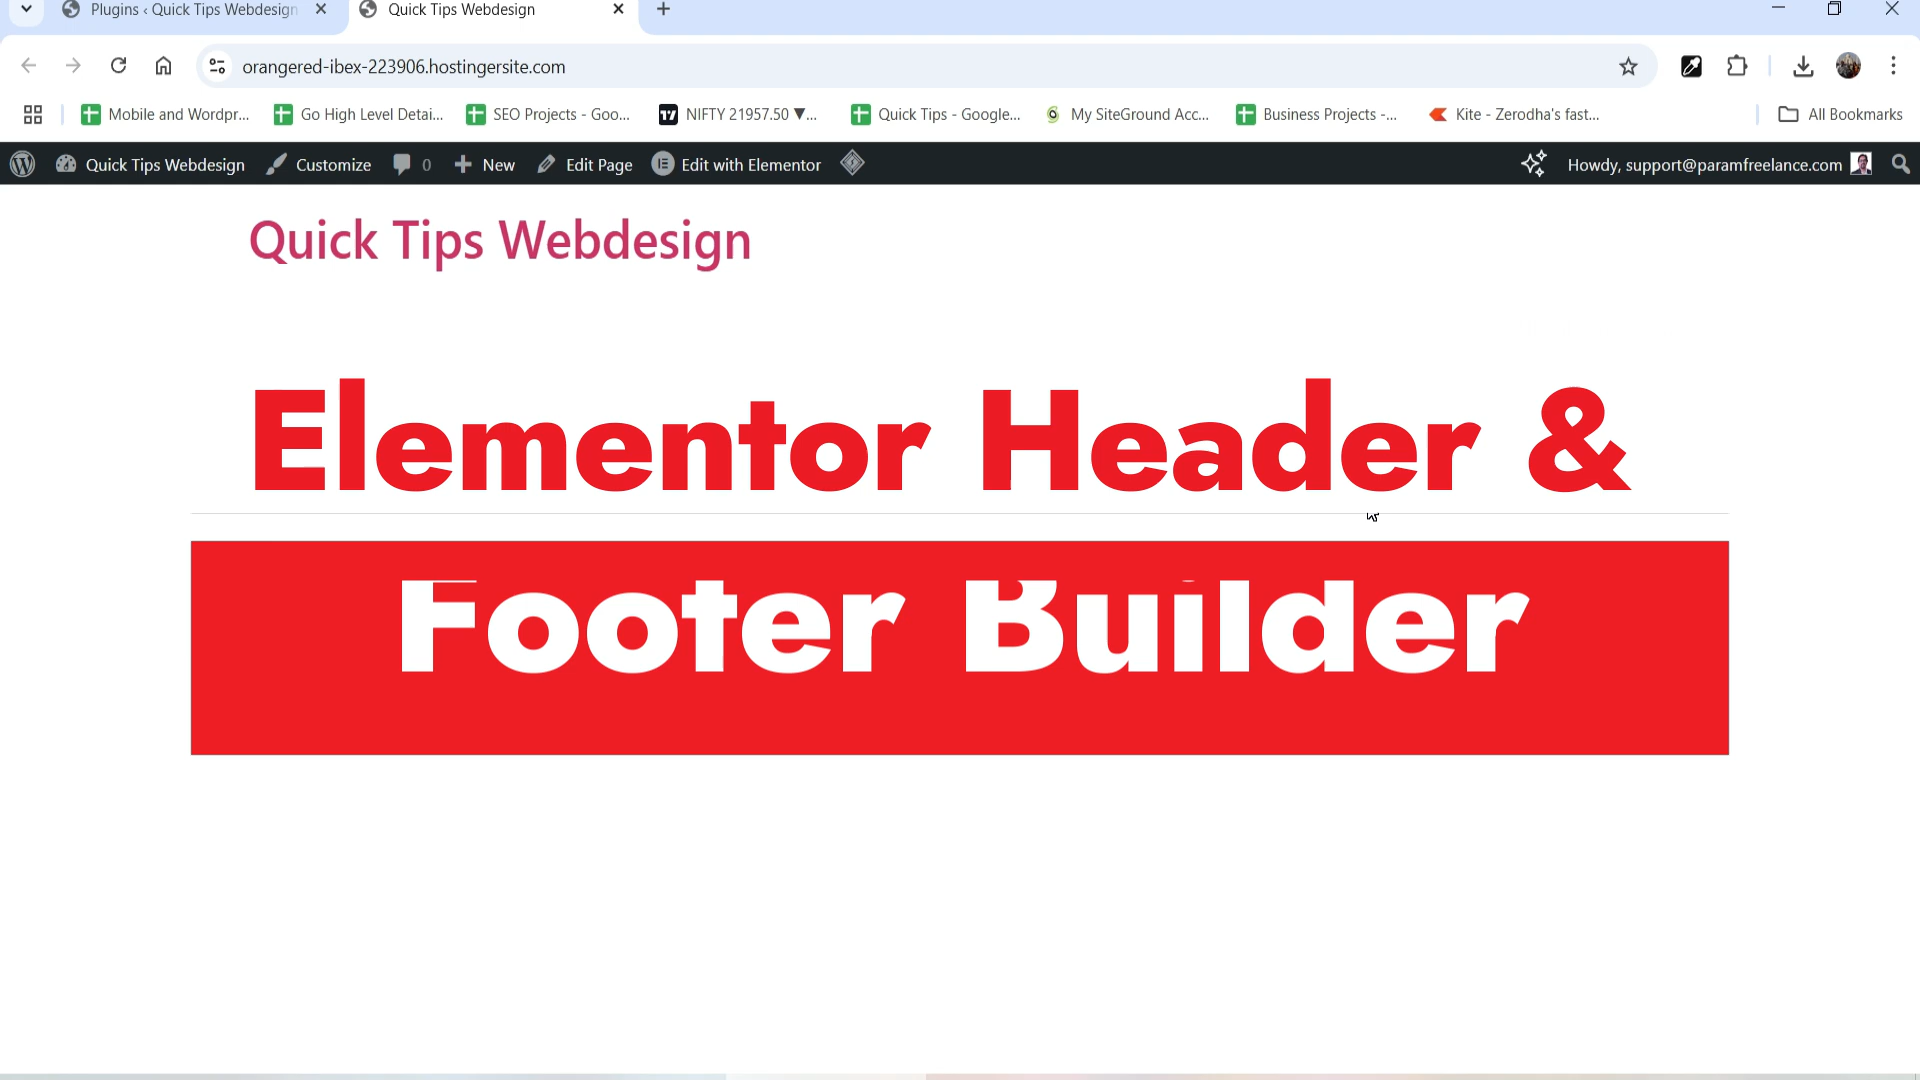 Plugins ‹ Quick Tips Webdesign
Quick Tips Webdesign
orangered-ibex-223906.hostingersite.com
Mobile and Wordpr...
Go High Level Detai...
SEO Projects - Goo...
NIFTY 21957.50 ▼...
Quick Tips - Google...
My SiteGround Acc...
Business Projects -...
Kite - Zerodha's fast...
All Bookmarks
Quick Tips Webdesign
Customize
0
New
Edit Page
Edit with Elementor
Howdy, support@paramfreelance.com
Quick Tips Webdesign
Elementor Header &
Footer Builder